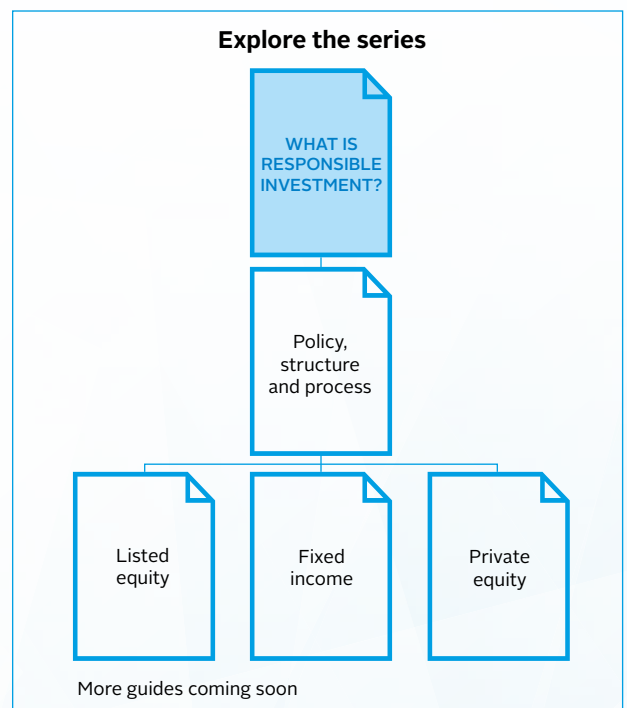 Explore the series
WHAT IS
RESPONSIBLE
INVESTMENT?
Policy,
structure
and process
Listed
equity
Fixed
income
Private
equity
More guides coming soon